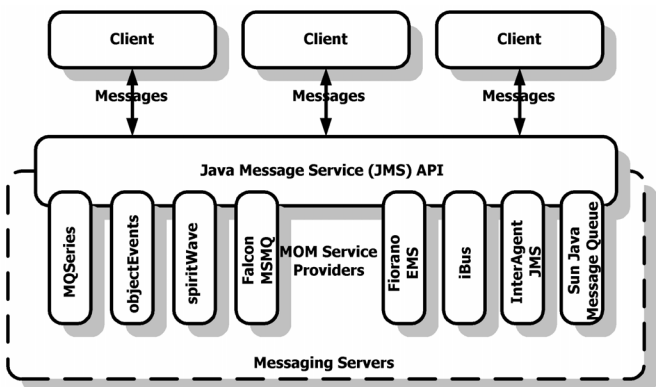 Client
Client
Client
Messages
Messages
Messages
Java Message Service (JMS) API
MQSeries
objectEvents
spiritWave
Falcon
MSMQ
MOM Service
Providers
Fiorano
EMS
iBus
InterAgent
JMS
Sun Java
Message Queue
Messaging Servers